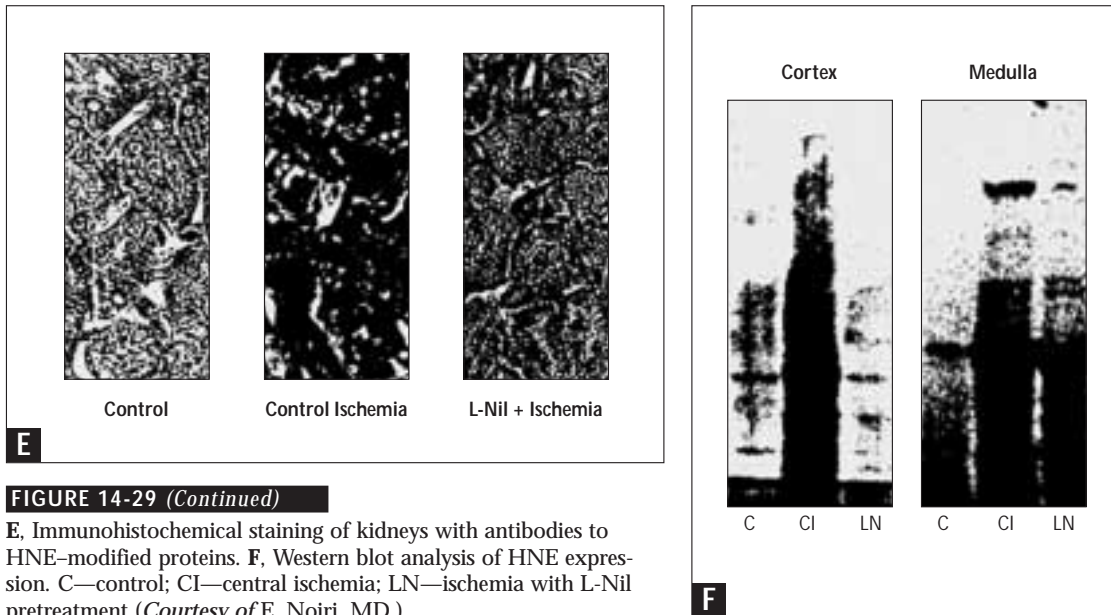 Control
Control Ischemia
L-Nil + Ischemia
E
FIGURE 14-29 (Continued)
E, Immunohistochemical staining of kidneys with antibodies to
HNE–modified proteins. F, Western blot analysis of HNE expres-
sion. C—control; CI—central ischemia; LN—ischemia with L-Nil
pretreatment (Courtesy of E. Noiri, MD.)
Cortex
Medulla
C CI LN
C CI LN
F